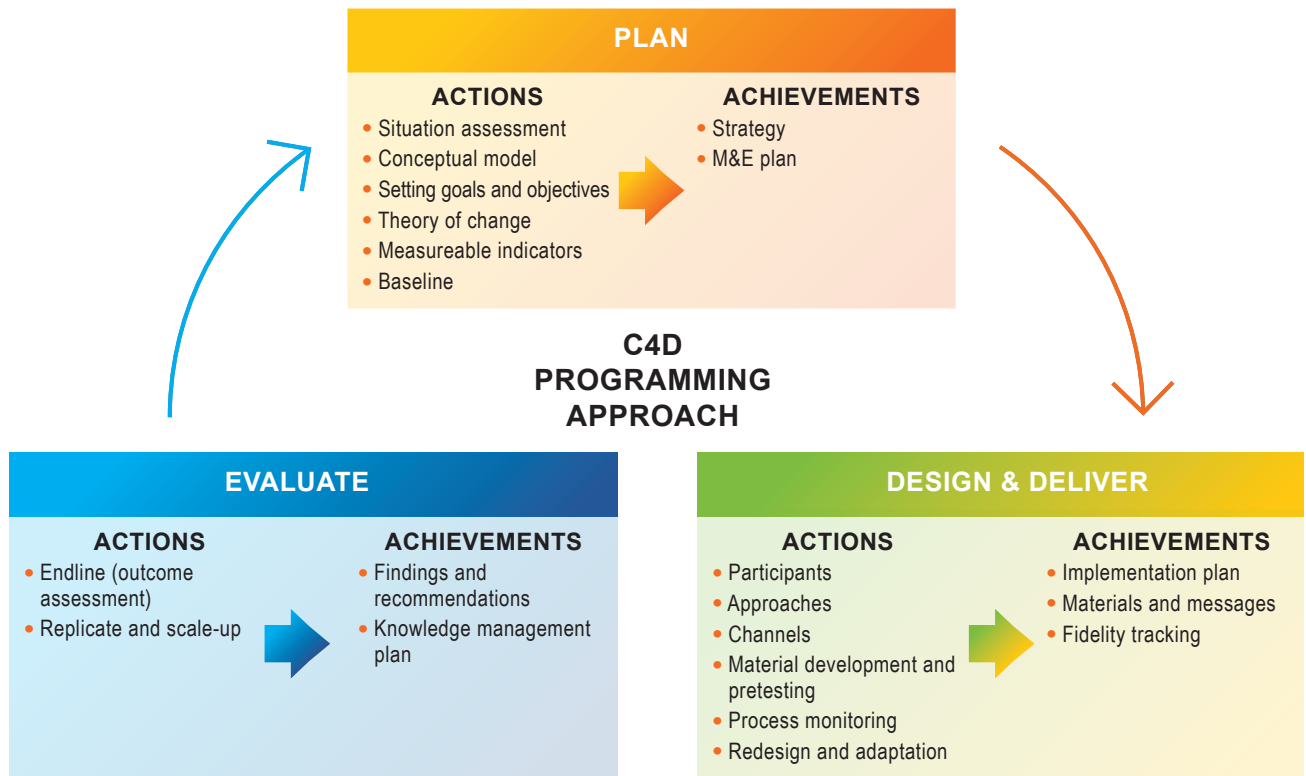 PLAN
ACTIONS
• Situation assessment
• Conceptual model
• Setting goals and objectives
• Theory of change
• Measureable indicators
• Baseline
ACHIEVEMENTS
• Strategy
• M&E plan
C4D
PROGRAMMING
APPROACH
EVALUATE
ACTIONS
• Endline (outcome
assessment)
• Replicate and scale-up
ACHIEVEMENTS
• Findings and
recommendations
• Knowledge management
plan
DESIGN & DELIVER
ACTIONS
• Participants
• Approaches
• Channels
• Material development and
pretesting
• Process monitoring
• Redesign and adaptation
ACHIEVEMENTS
• Implementation plan
• Materials and messages
• Fidelity tracking